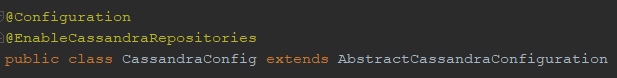 @Configuration
@EnableCassandraRepositories
public class CassandraConfig extends AbstractCassandraConfiguration